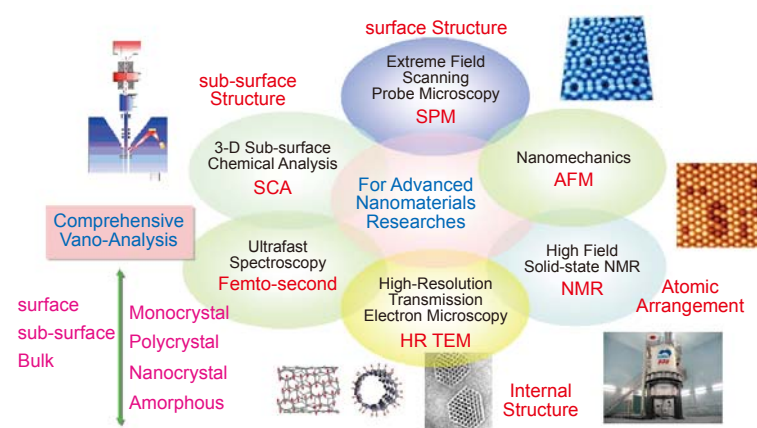 surface Structure
Extreme Field
Scanning
Probe Microscopy
SPM
sub-surface
Structure
3-D Sub-surface
Chemical Analysis
SCA
Nanomechanics
AFM
For Advanced
Nanomaterials
Researches
Comprehensive
Vano-Analysis
Ultrafast
Spectroscopy
Femto-second
High Field
Solid-state NMR
NMR
Atomic
Arrangement
High-Resolution
Transmission
Electron Microscopy
HR TEM
surface
sub-surface
Bulk
Monocrystal
Polycrystal
Nanocrystal
Amorphous
Internal
Structure